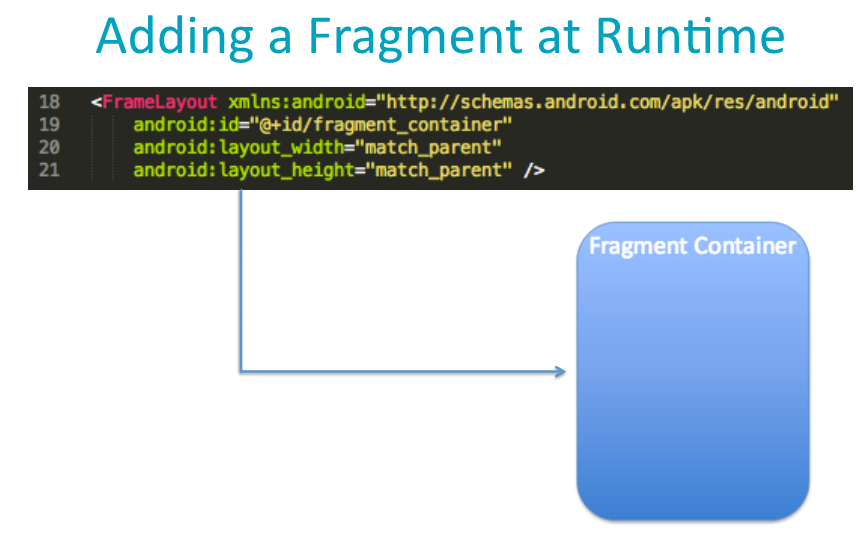 Adding a Fragment at Runtime
18 <FrameLayout xmlns:android="http://schemas.android.com/apk/res/android"
19 android:id="@+id/fragment_container"
20 android:layout_width="match_parent"
21 android:layout_height="match_parent" />
Fragment Container